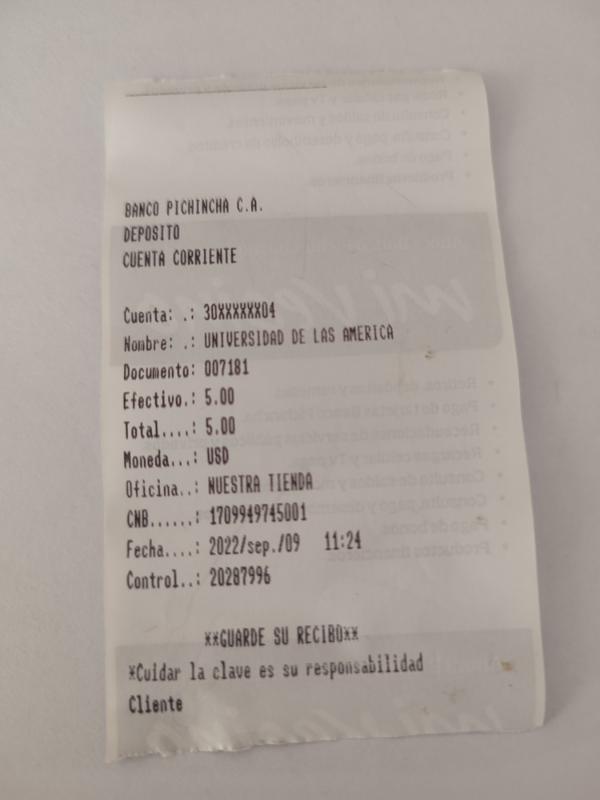 BANCO PICHINCHA C.A.
DEPOSITO
CUENTA CORRIENTE
Cuenta: .: 30XXXXXX04
Nombre: .: UNIVERSIDAD DE LAS AMERICA
Documento: 007181
Efectivo.: 5.00
Total....: 5.00
Moneda...: USD
Oficina..: NUESTRA TIENDA
CNB......: 1709949745001
Fecha....: 2022/sep./09 11:24
Control..: 20287996
**GUARDE SU RECIBO**
*Cuidar la clave es su responsabilidad
Cliente